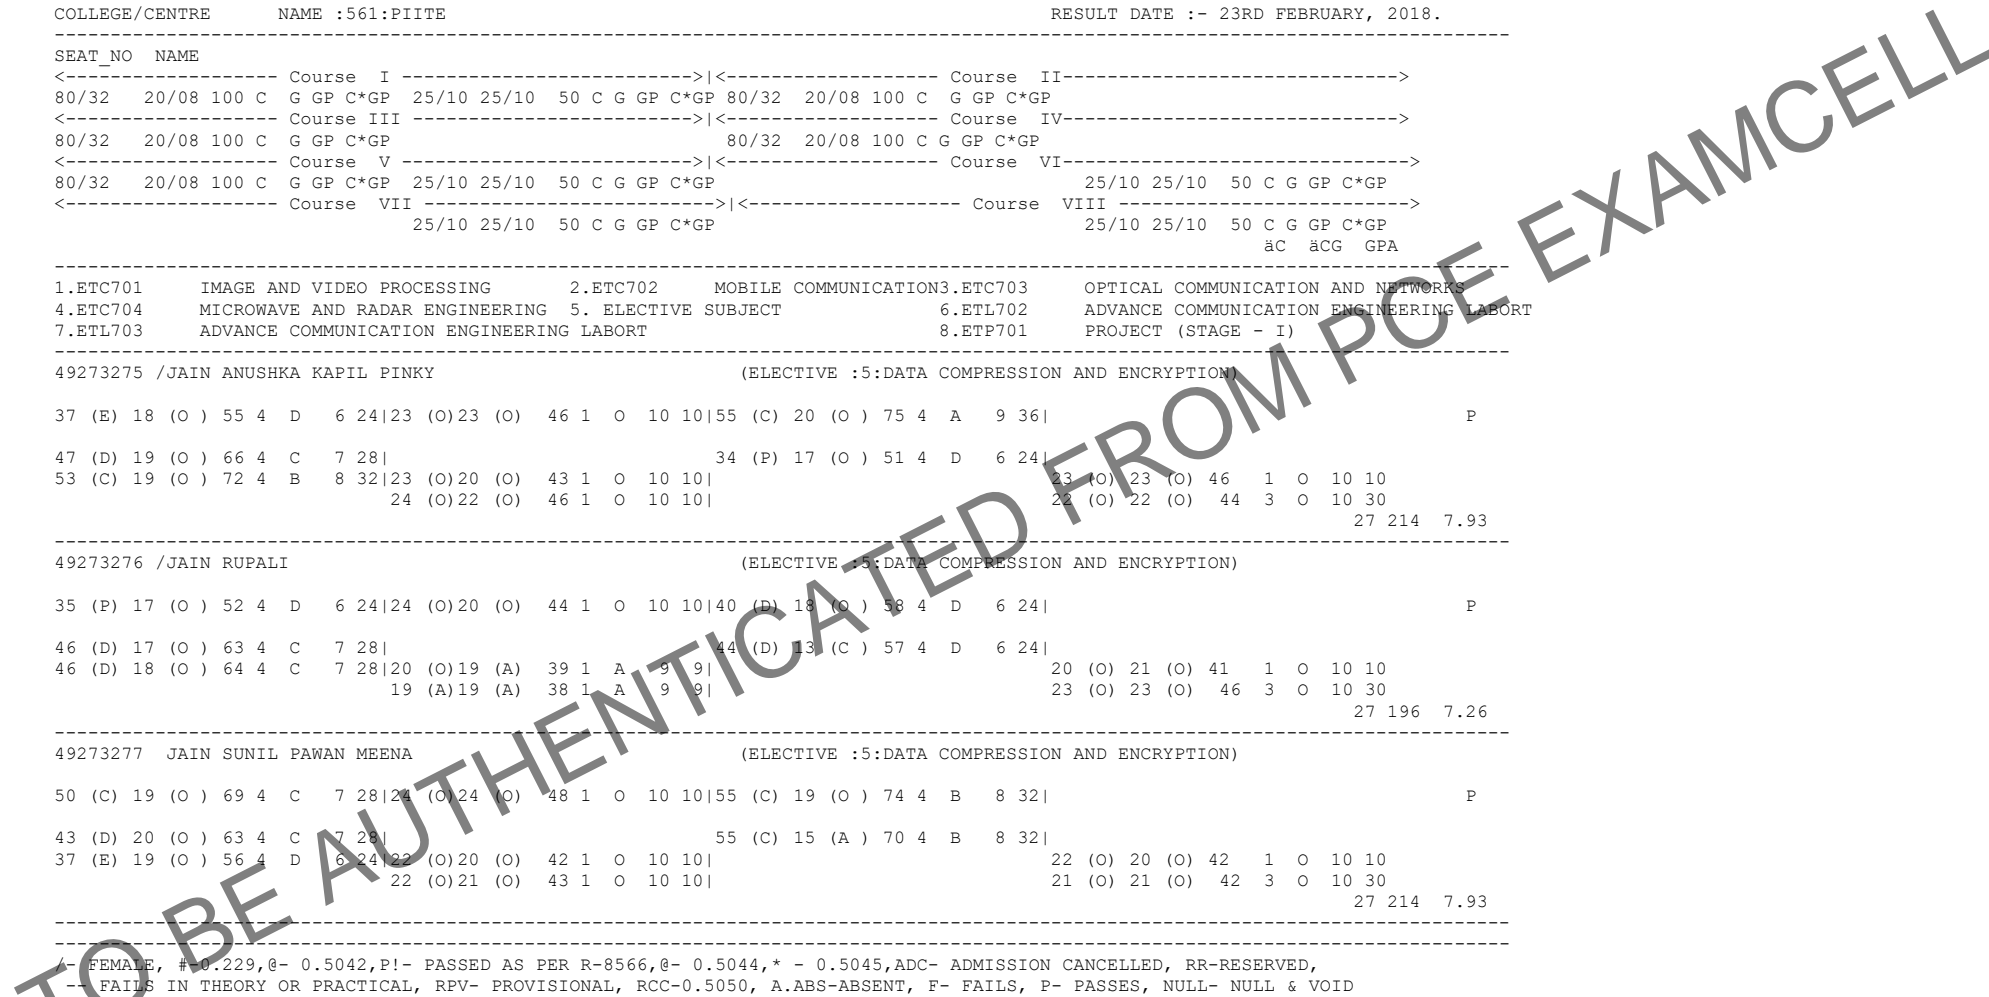 COLLEGE/CENTRE NAME :561:PIITE RESULT DATE :- 23RD FEBRUARY, 2018.
------------------------------------------------------------
SEAT_NO NAME
<------------------- Course I -------------------------->|<------------------- Course II------------------------------>
80/32 20/08 100 C G GP C*GP 25/10 25/10 50 C G GP C*GP 80/32 20/08 100 C G GP C*GP
<------------------- Course III ------------------------->|<------------------- Course IV------------------------------>
80/32 20/08 100 C G GP C*GP 80/32 20/08 100 C G GP C*GP
<------------------- Course V -------------------------->|<------------------- Course VI------------------------------->
80/32 20/08 100 C G GP C*GP 25/10 25/10 50 C G GP C*GP 25/10 25/10 50 C G GP C*GP
<------------------- Course VII -------------------------->|<------------------- Course VIII -------------------------->
25/10 25/10 50 C G GP C*GP 25/10 25/10 50 C G GP C*GP
äC äCG GPA
------------------------------------------------------------
1.ETC701 IMAGE AND VIDEO PROCESSING 2.ETC702 MOBILE COMMUNICATION3.ETC703 OPTICAL COMMUNICATION AND NETWORKS
4.ETC704 MICROWAVE AND RADAR ENGINEERING 5. ELECTIVE SUBJECT 6.ETL702 ADVANCE COMMUNICATION ENGINEERING LABORT
7.ETL703 ADVANCE COMMUNICATION ENGINEERING LABORT 8.ETP701 PROJECT (STAGE - I)
------------------------------------------------------------
49273275 /JAIN ANUSHKA KAPIL PINKY (ELECTIVE :5:DATA COMPRESSION AND ENCRYPTION)
37 (E) 18 (O ) 55 4 D 6 24|23 (O)23 (O) 46 1 O 10 10|55 (C) 20 (O ) 75 4 A 9 36| P
47 (D) 19 (O ) 66 4 C 7 28| 34 (P) 17 (O ) 51 4 D 6 24|
53 (C) 19 (O ) 72 4 B 8 32|23 (O)20 (O) 43 1 O 10 10| 23 (O) 23 (O) 46 1 O 10 10
24 (O)22 (O) 46 1 O 10 10| 22 (O) 22 (O) 44 3 O 10 30
27 214 7.93
------------------------------------------------------------
49273276 /JAIN RUPALI (ELECTIVE :5:DATA COMPRESSION AND ENCRYPTION)
35 (P) 17 (O ) 52 4 D 6 24|24 (O)20 (O) 44 1 O 10 10|40 (D) 18 (O ) 58 4 D 6 24| P
46 (D) 17 (O ) 63 4 C 7 28| 44 (D) 13 (C ) 57 4 D 6 24|
46 (D) 18 (O ) 64 4 C 7 28|20 (O)19 (A) 39 1 A 9 9| 20 (O) 21 (O) 41 1 O 10 10
19 (A)19 (A) 38 1 A 9 9| 23 (O) 23 (O) 46 3 O 10 30
27 196 7.26
------------------------------------------------------------
49273277 JAIN SUNIL PAWAN MEENA (ELECTIVE :5:DATA COMPRESSION AND ENCRYPTION)
50 (C) 19 (O ) 69 4 C 7 28|24 (O)24 (O) 48 1 O 10 10|55 (C) 19 (O ) 74 4 B 8 32| P
43 (D) 20 (O ) 63 4 C 7 28| 55 (C) 15 (A ) 70 4 B 8 32|
37 (E) 19 (O ) 56 4 D 6 24|22 (O)20 (O) 42 1 O 10 10| 22 (O) 20 (O) 42 1 O 10 10
22 (O)21 (O) 43 1 O 10 10| 21 (O) 21 (O) 42 3 O 10 30
27 214 7.93
------------------------------------------------------------
------------------------------------------------------------
/- FEMALE, #-0.229,@- 0.5042,P!- PASSED AS PER R-8566,@- 0.5044,* - 0.5045,ADC- ADMISSION CANCELLED, RR-RESERVED,
-- FAILS IN THEORY OR PRACTICAL, RPV- PROVISIONAL, RCC-0.5050, A.ABS-ABSENT, F- FAILS, P- PASSES, NULL- NULL & VOID
TO BE AUTHENTICATED FROM PCE EXAMCELL